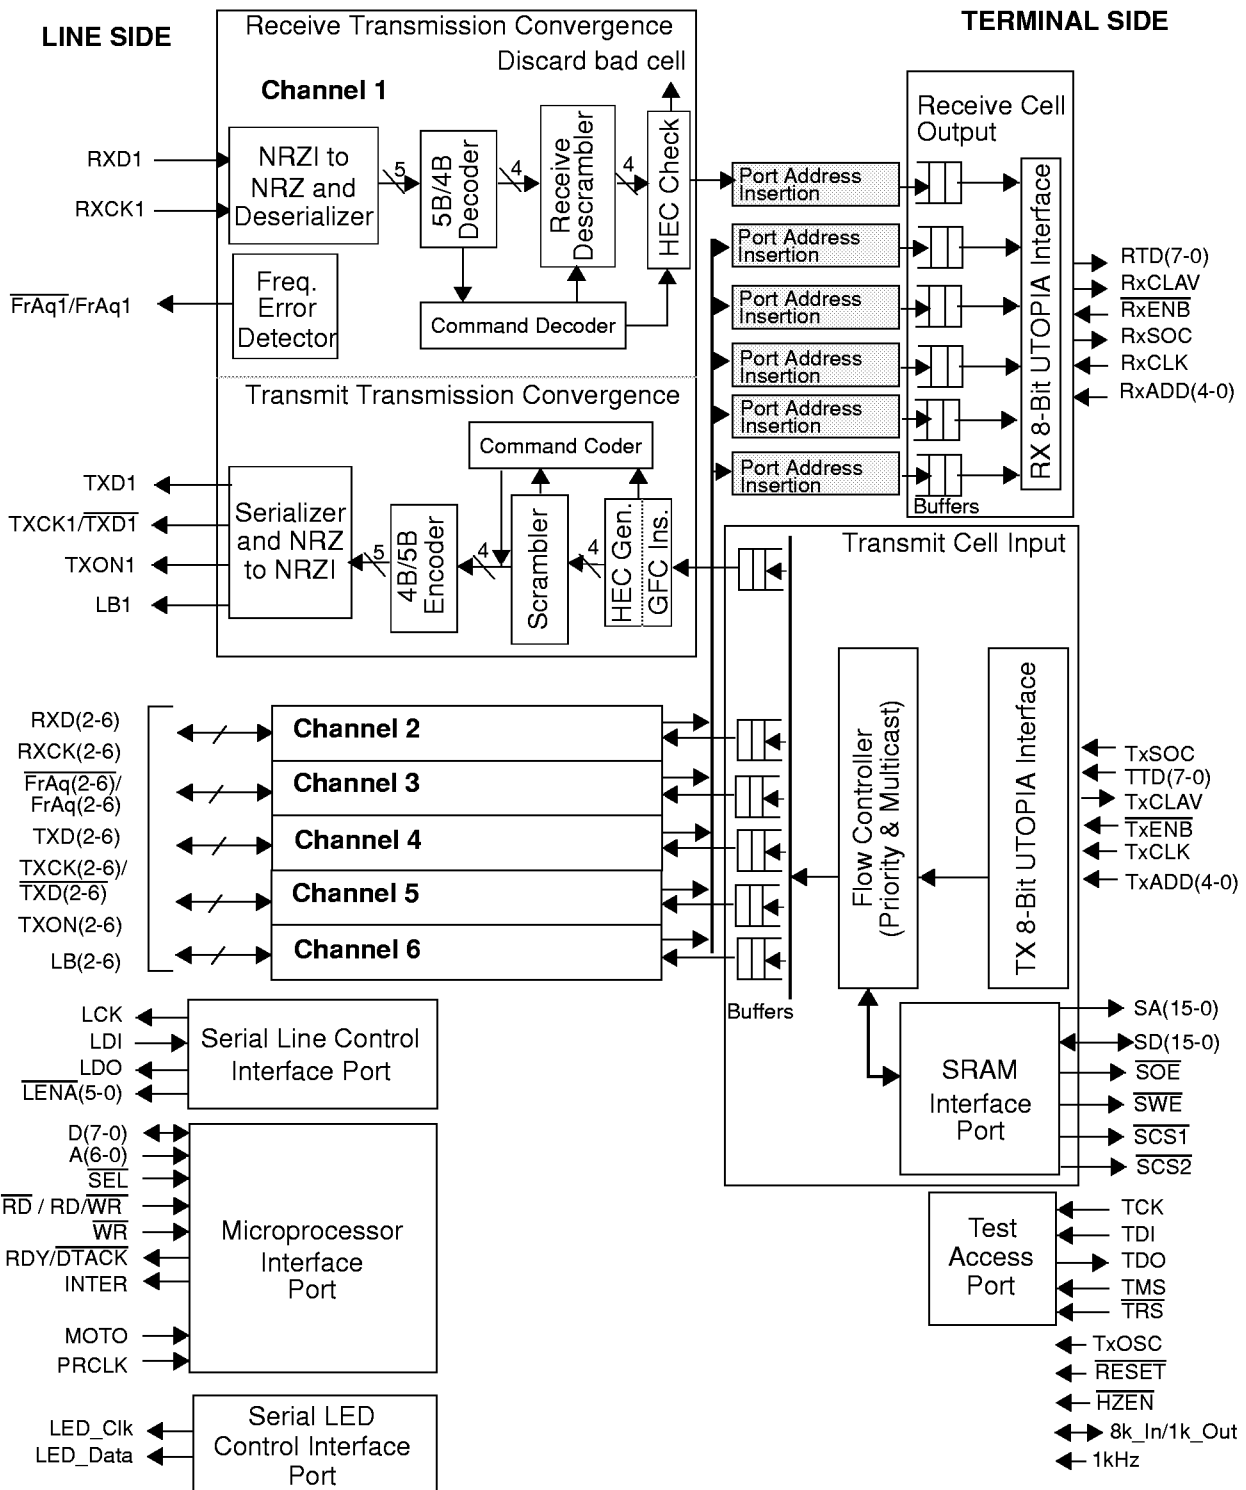 LINE SIDE
TERMINAL SIDE
Receive Transmission Convergence
Discard bad cell
Channel 1
RXD1
RXCK1
NRZI to
NRZ and
Deserializer
5
5B/4B
Decoder
4
Receive
Descrambler
4
HEC Check
FrAq1/FrAq1
Freq.
Error
Detector
Command Decoder
Port Address
Insertion
Port Address
Insertion
Port Address
Insertion
Port Address
Insertion
Port Address
Insertion
Port Address
Insertion
Receive Cell
Output
RX 8-Bit UTOPIA Interface
Buffers
RTD(7-0)
RxCLAV
RxENB
RxSOC
RxCLK
RxADD(4-0)
Transmit Transmission Convergence
Command Coder
TXD1
TXCK1/TXD1
TXON1
LB1
Serializer
and NRZ
to NRZI
5
4B/5B
Encoder
4
Scrambler
4
HEC Gen.
GFC Ins.
Transmit Cell Input
Flow Controller
(Priority & Multicast)
TX 8-Bit UTOPIA Interface
Buffers
TxSOC
TTD(7-0)
TxCLAV
TxENB
TxCLK
TxADD(4-0)
RXD(2-6)
RXCK(2-6)
FrAq(2-6)/
FrAq(2-6)
TXD(2-6)
TXCK(2-6)/
TXD(2-6)
TXON(2-6)
LB(2-6)
Channel 2
Channel 3
Channel 4
Channel 5
Channel 6
SRAM
Interface
Port
SA(15-0)
SD(15-0)
SOE
SWE
SCS1
SCS2
LCK
LDI
LDO
LENA(5-0)
Serial Line Control
Interface Port
D(7-0)
A(6-0)
SEL
RD / RD/WR
WR
RDY/DTACK
INTER
MOTO
PRCLK
Microprocessor
Interface
Port
Test
Access
Port
TCK
TDI
TDO
TMS
TRS
TxOSC
RESET
HZEN
8k_In/1k_Out
1kHz
LED_Clk
LED_Data
Serial LED
Control Interface
Port